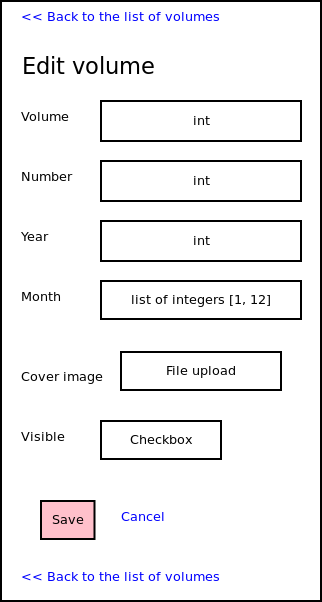 << Back to the list of volumes
Edit volume
Volume int
Number int
Year int
Month list of integers [1, 12]
Cover image File upload
Visible Checkbox
Save Cancel
<< Back to the list of volumes